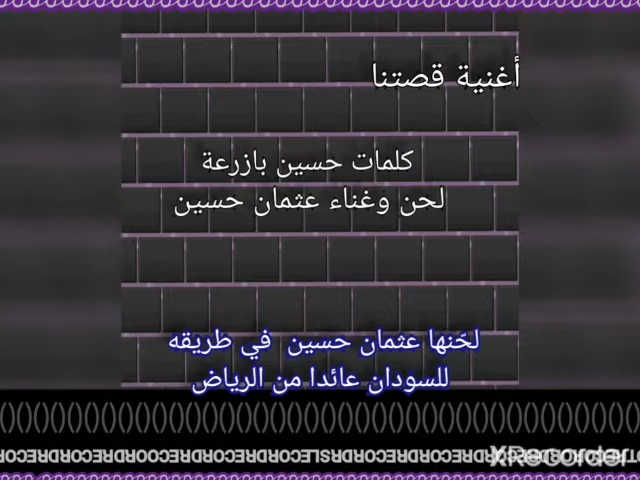 أغنية قصتنا
كلمات حسين بازرعة
لحن وغناء عثمان حسين
لحّنها عثمان حسين في طريقه
للسودان عائدا من الرياض
XRecorder